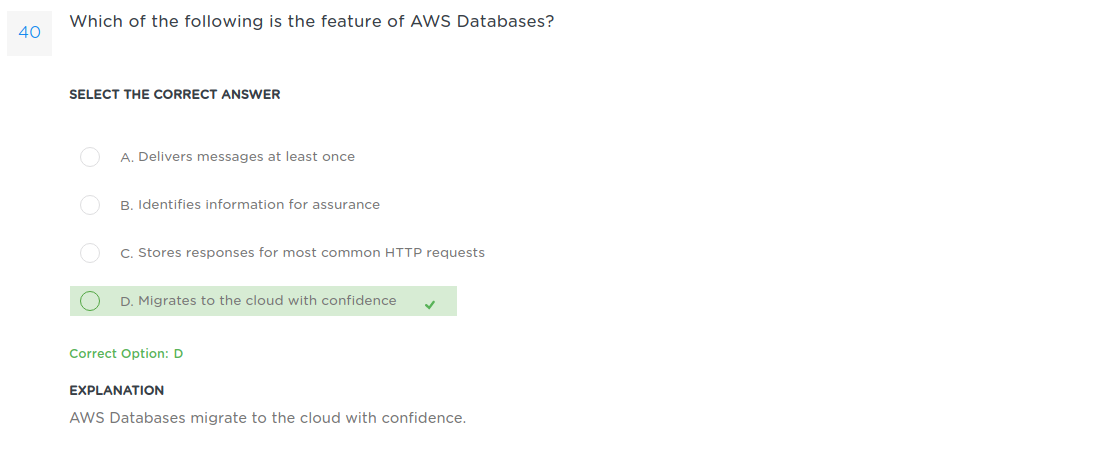 40
Which of the following is the feature of AWS Databases?
SELECT THE CORRECT ANSWER
A. Delivers messages at least once
B. Identifies information for assurance
C. Stores responses for most common HTTP requests
D. Migrates to the cloud with confidence
Correct Option: D
EXPLANATION
AWS Databases migrate to the cloud with confidence.